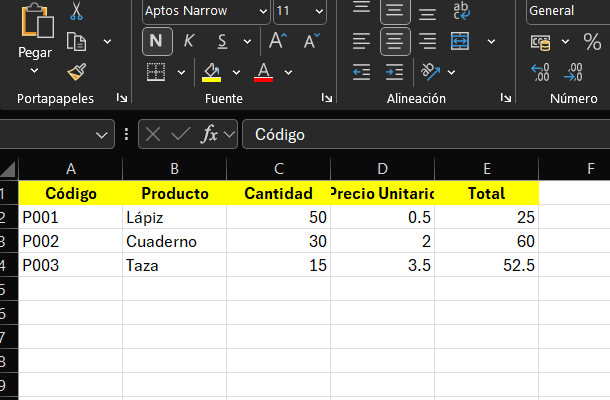 Aptos Narrow 11 ab General
Pegar N K S A A %
Portapapeles Fuente Alineación Número
fx Código
A B C D E F
1 Código Producto Cantidad Precio Unitario Total
2 P001 Lápiz 50 0.5 25
3 P002 Cuaderno 30 2 60
4 P003 Taza 15 3.5 52.5
5
6
7
8
9